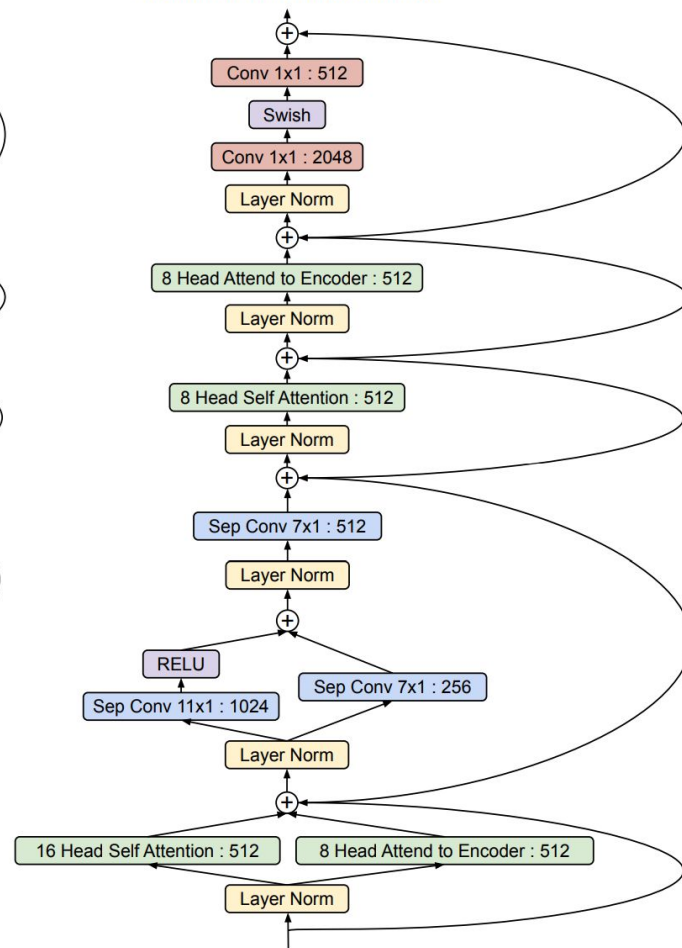 +
Conv 1x1 : 512
Swish
Conv 1x1 : 2048
Layer Norm
+
8 Head Attend to Encoder : 512
Layer Norm
+
8 Head Self Attention : 512
Layer Norm
+
Sep Conv 7x1 : 512
Layer Norm
+
RELU
Sep Conv 7x1 : 256
Sep Conv 11x1 : 1024
Layer Norm
+
16 Head Self Attention : 512
8 Head Attend to Encoder : 512
Layer Norm